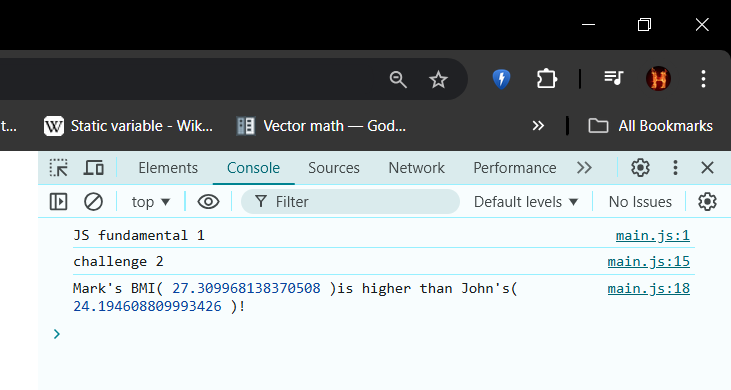 t...
W Static variable - Wik...
Vector math — God...
»
All Bookmarks
Elements Console Sources Network Performance »
top ▼ Filter Default levels ▼ No Issues
JS fundamental 1 main.js:1
challenge 2 main.js:15
Mark's BMI( 27.309968138370508 )is higher than John's( main.js:18
24.194608809993426 )!
>